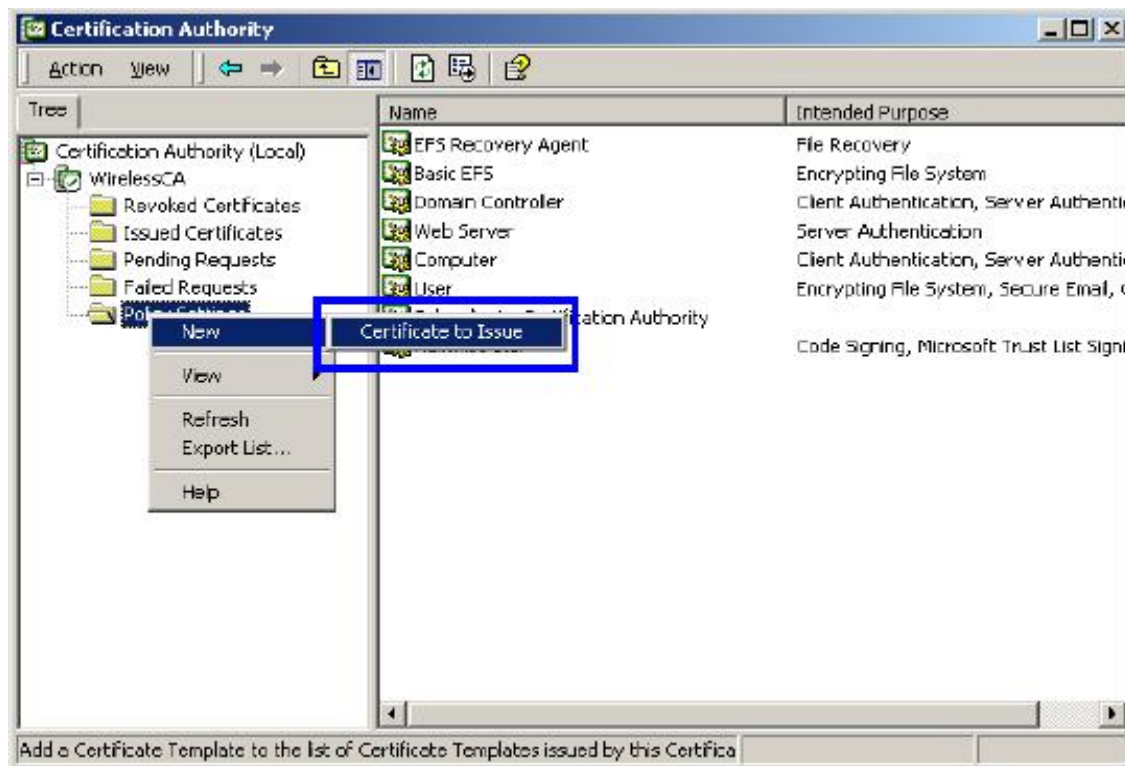 Certification Authority
Action View
Tree
Name Intended Purpose
Certification Authority (Local)
WirelessCA
Revoked Certificates
Issued Certificates
Pending Requests
Failed Requests
EFS Recovery Agent File Recovery
Basic EFS Encrypting File System
Domain Controller Client Authentication, Server Authenti
Web Server Server Authentication
Computer Client Authentication, Server Authenti
User Encrypting File System, Secure Email,
Authority
Code Signing, Microsoft Trust List Signi
New
Certificate to Issue
View
Refresh
Export List...
Help
Add a Certificate Template to the list of Certificate Templates issued by this Certifica